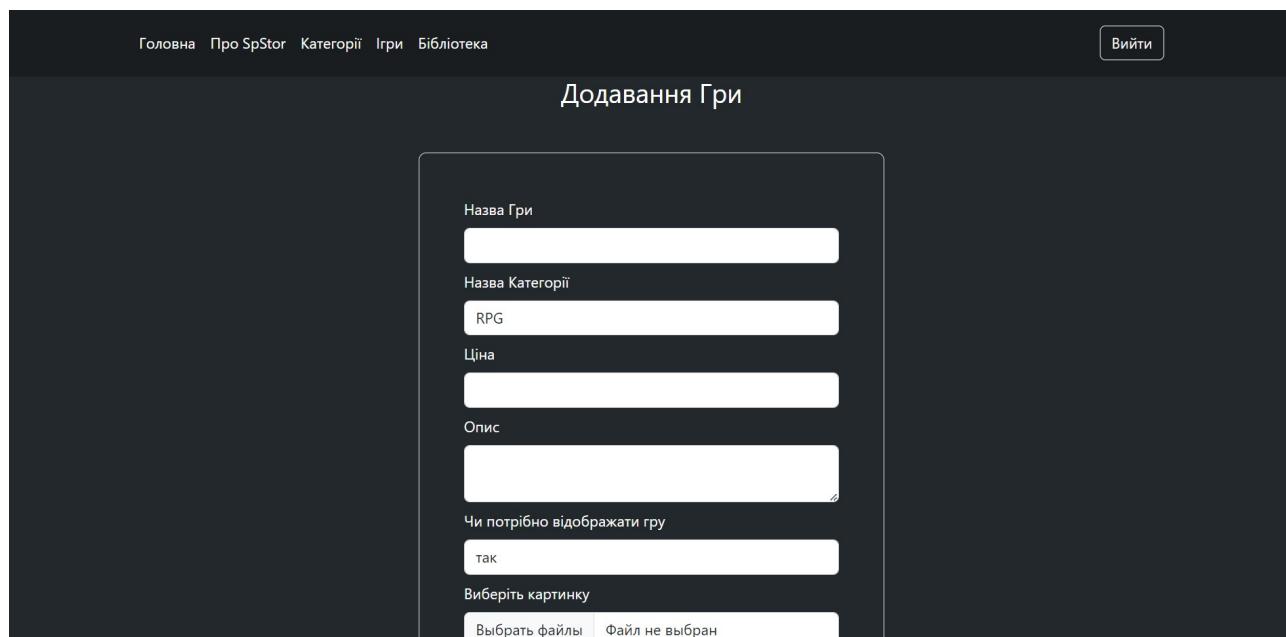 Головна Про SpStor Категорії Ігри Бібліотека Вийти
Додавання Гри
Назва Гри
Назва Категорії
RPG
Ціна
Опис
Чи потрібно відображати гру
так
Виберіть картинку
Выбрать файлы Файл не выбран